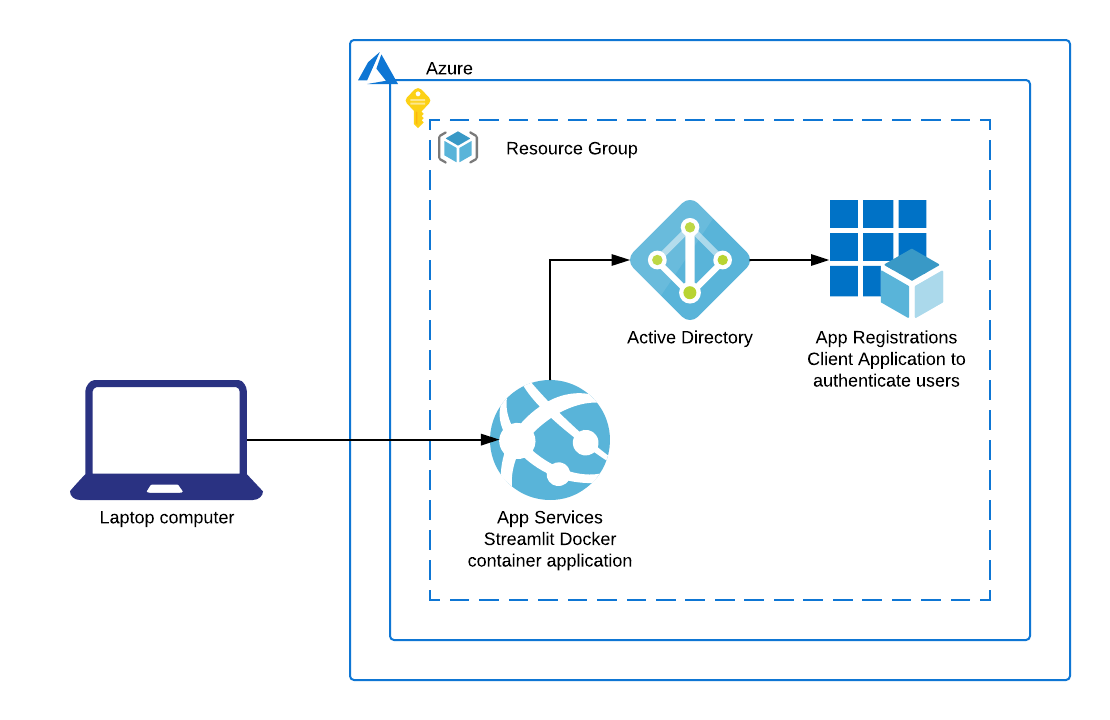 Azure
Resource Group
Active Directory
App Registrations
Client Application to
authenticate users
Laptop computer
App Services
Streamlit Docker
container application